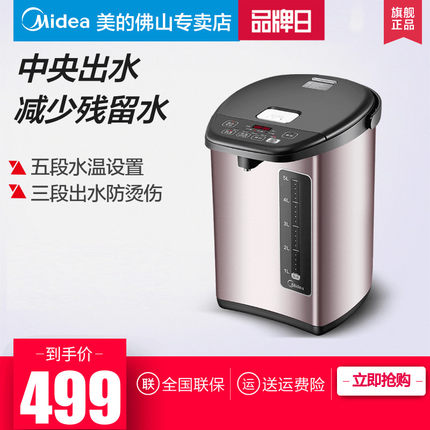 Midea 美的佛山专卖店 品牌日
旗舰
正品
中央出水
减少残留水
五段水温设置
三段出水防烫伤
5L
4L
3L
2L
1L
Midea
到手价
499
联 全国联保 运 送运费险 立即抢购